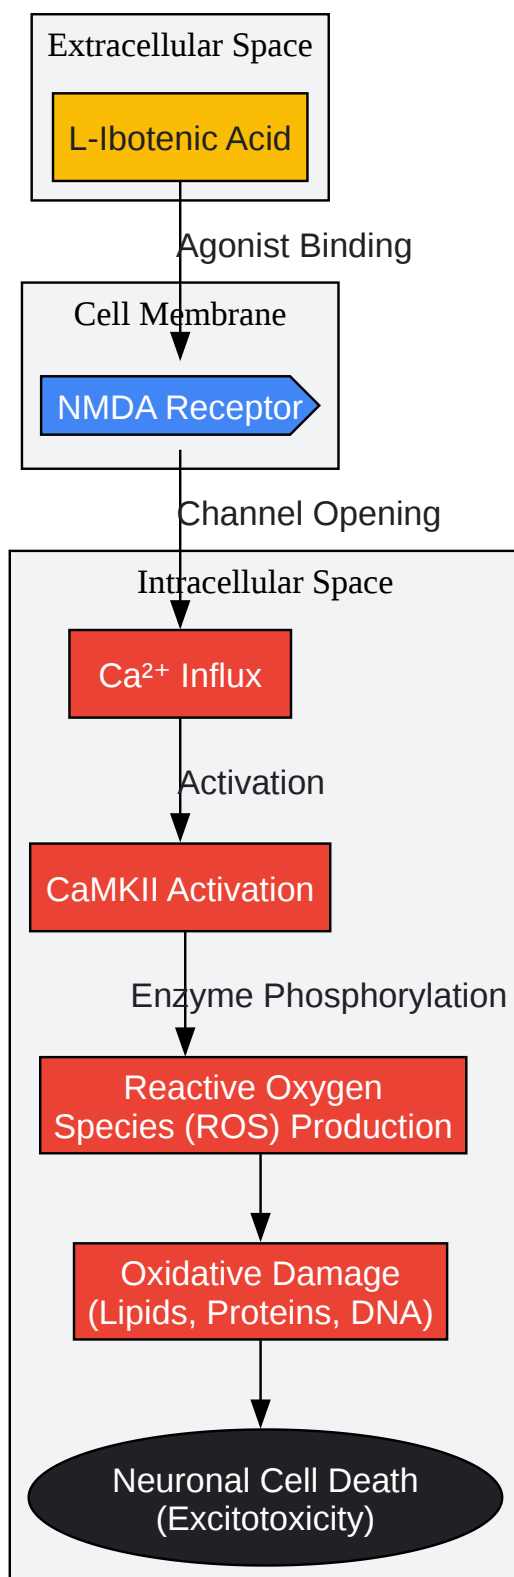 Extracellular Space
L-Ibotenic Acid
Agonist Binding
Cell Membrane
NMDA Receptor
Channel Opening
Intracellular Space
Ca²⁺ Influx
Activation
CaMKII Activation
Enzyme Phosphorylation
Reactive Oxygen
Species (ROS) Production
Oxidative Damage
(Lipids, Proteins, DNA)
Neuronal Cell Death
(Excitotoxicity)